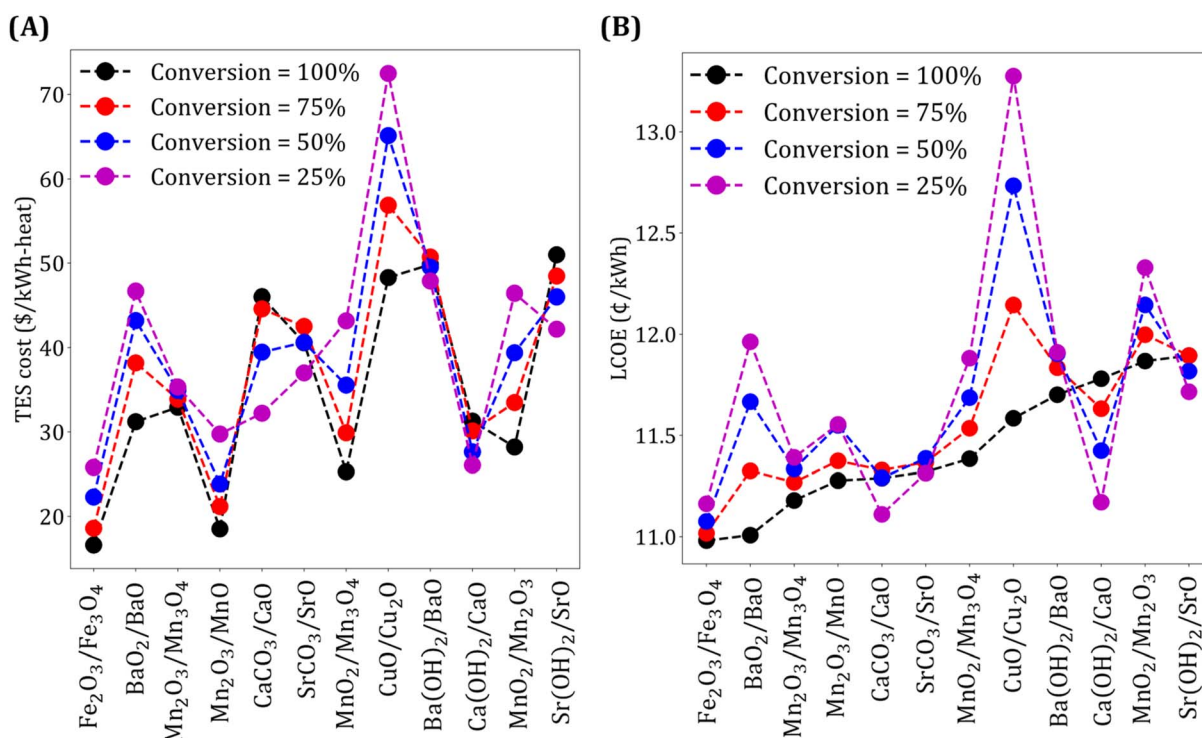 (A)
Conversion = 100%
Conversion = 75%
Conversion = 50%
Conversion = 25%
TES cost ($/kWh-heat)
70
60
50
40
30
20
Fe₂O₃/Fe₃O₄
BaO₂/BaO
Mn₂O₃/Mn₃O₄
Mn₂O₃/MnO
CaCO₃/CaO
SrCO₃/SrO
MnO₂/Mn₃O₄
CuO/Cu₂O
Ba(OH)₂/BaO
Ca(OH)₂/CaO
MnO₂/Mn₂O₃
Sr(OH)₂/SrO
(B)
Conversion = 100%
Conversion = 75%
Conversion = 50%
Conversion = 25%
LCOE (¢/kWh)
13.0
12.5
12.0
11.5
11.0
Fe₂O₃/Fe₃O₄
BaO₂/BaO
Mn₂O₃/Mn₃O₄
Mn₂O₃/MnO
CaCO₃/CaO
SrCO₃/SrO
MnO₂/Mn₃O₄
CuO/Cu₂O
Ba(OH)₂/BaO
Ca(OH)₂/CaO
MnO₂/Mn₂O₃
Sr(OH)₂/SrO